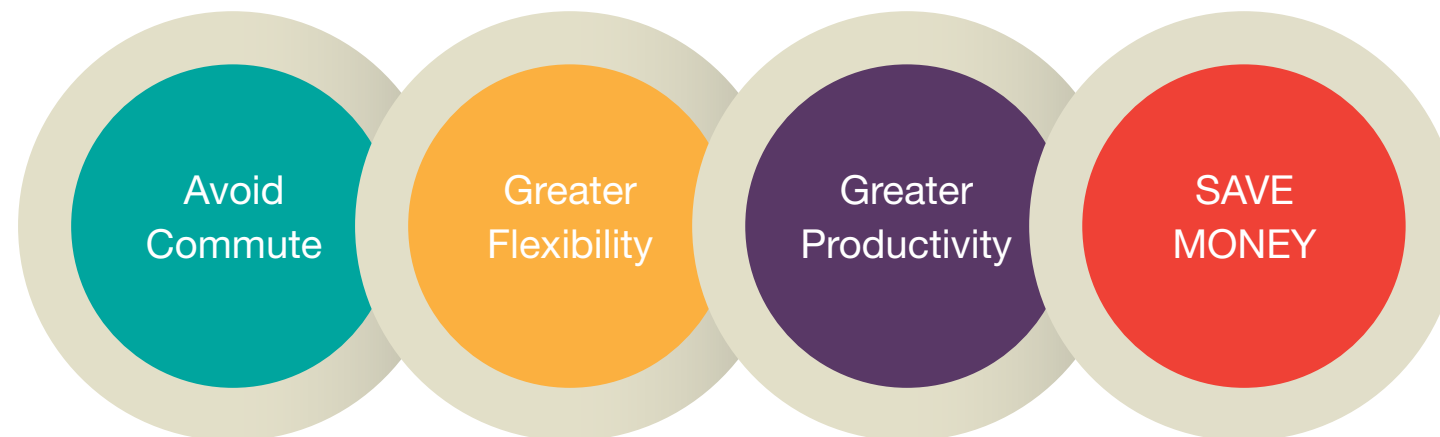 Avoid
Commute
Greater
Flexibility
Greater
Productivity
SAVE
MONEY